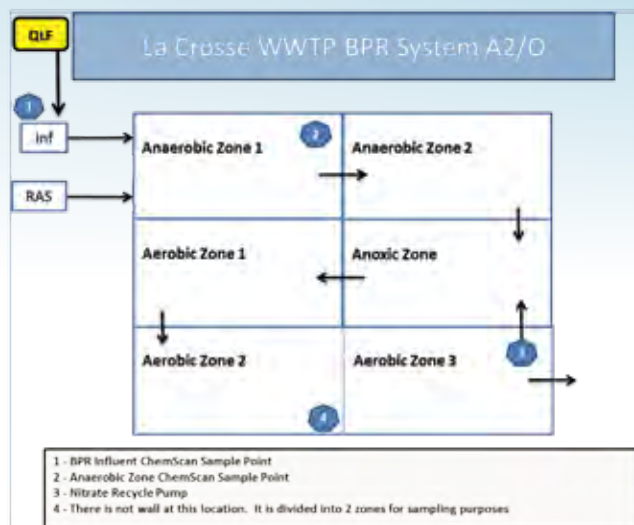 QLF
La Crosse WWTP BPR System A2/O
1
Inf
RAS
Anaerobic Zone 1
2
Anaerobic Zone 2
Aerobic Zone 1
Anoxic Zone
Aerobic Zone 2
4
Aerobic Zone 3
3
1 - BPR Influent ChemScan Sample Point
2 - Anaerobic Zone ChemScan Sample Point
3 - Nitrate Recycle Pump
4 - There is not wall at this location. It is divided into 2 zones for sampling purposes